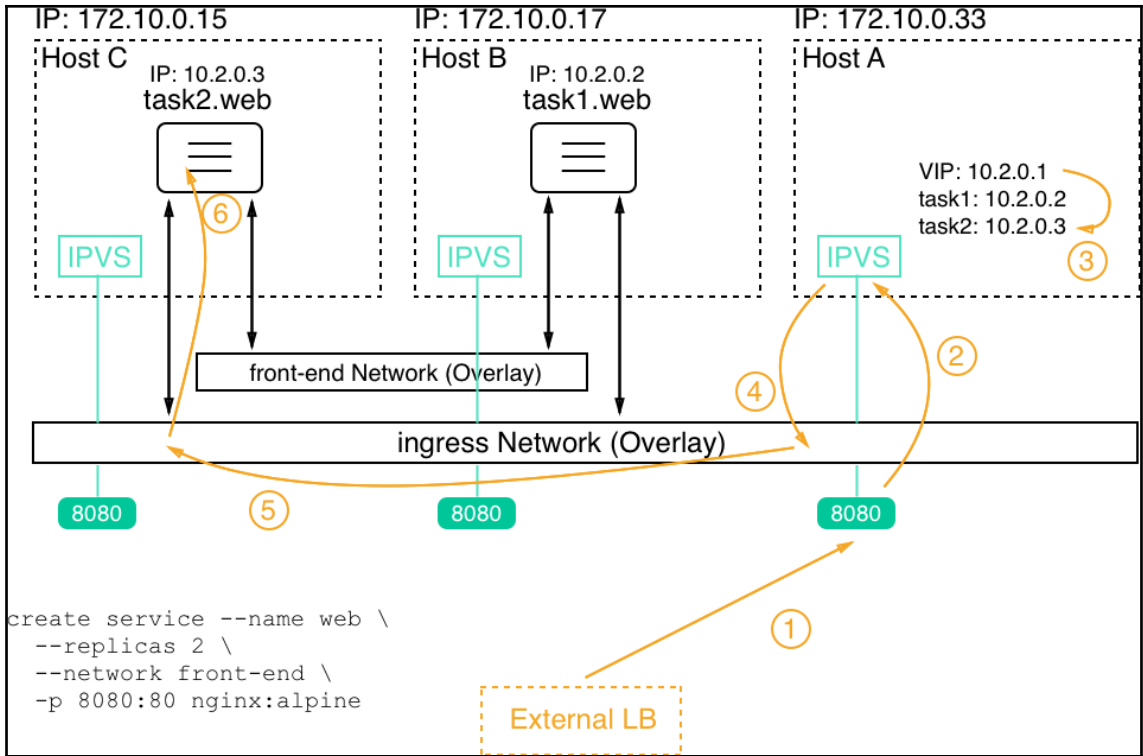 IP: 172.10.0.15
IP: 172.10.0.17
IP: 172.10.0.33
Host C
Host B
Host A
IP: 10.2.0.3
task2.web
IP: 10.2.0.2
task1.web
VIP: 10.2.0.1
task1: 10.2.0.2
task2: 10.2.0.3
6
3
IPVS
IPVS
IPVS
2
4
front-end Network (Overlay)
ingress Network (Overlay)
5
8080
8080
8080
1
create service --name web \
--replicas 2 \
--network front-end \
-p 8080:80 nginx:alpine
External LB